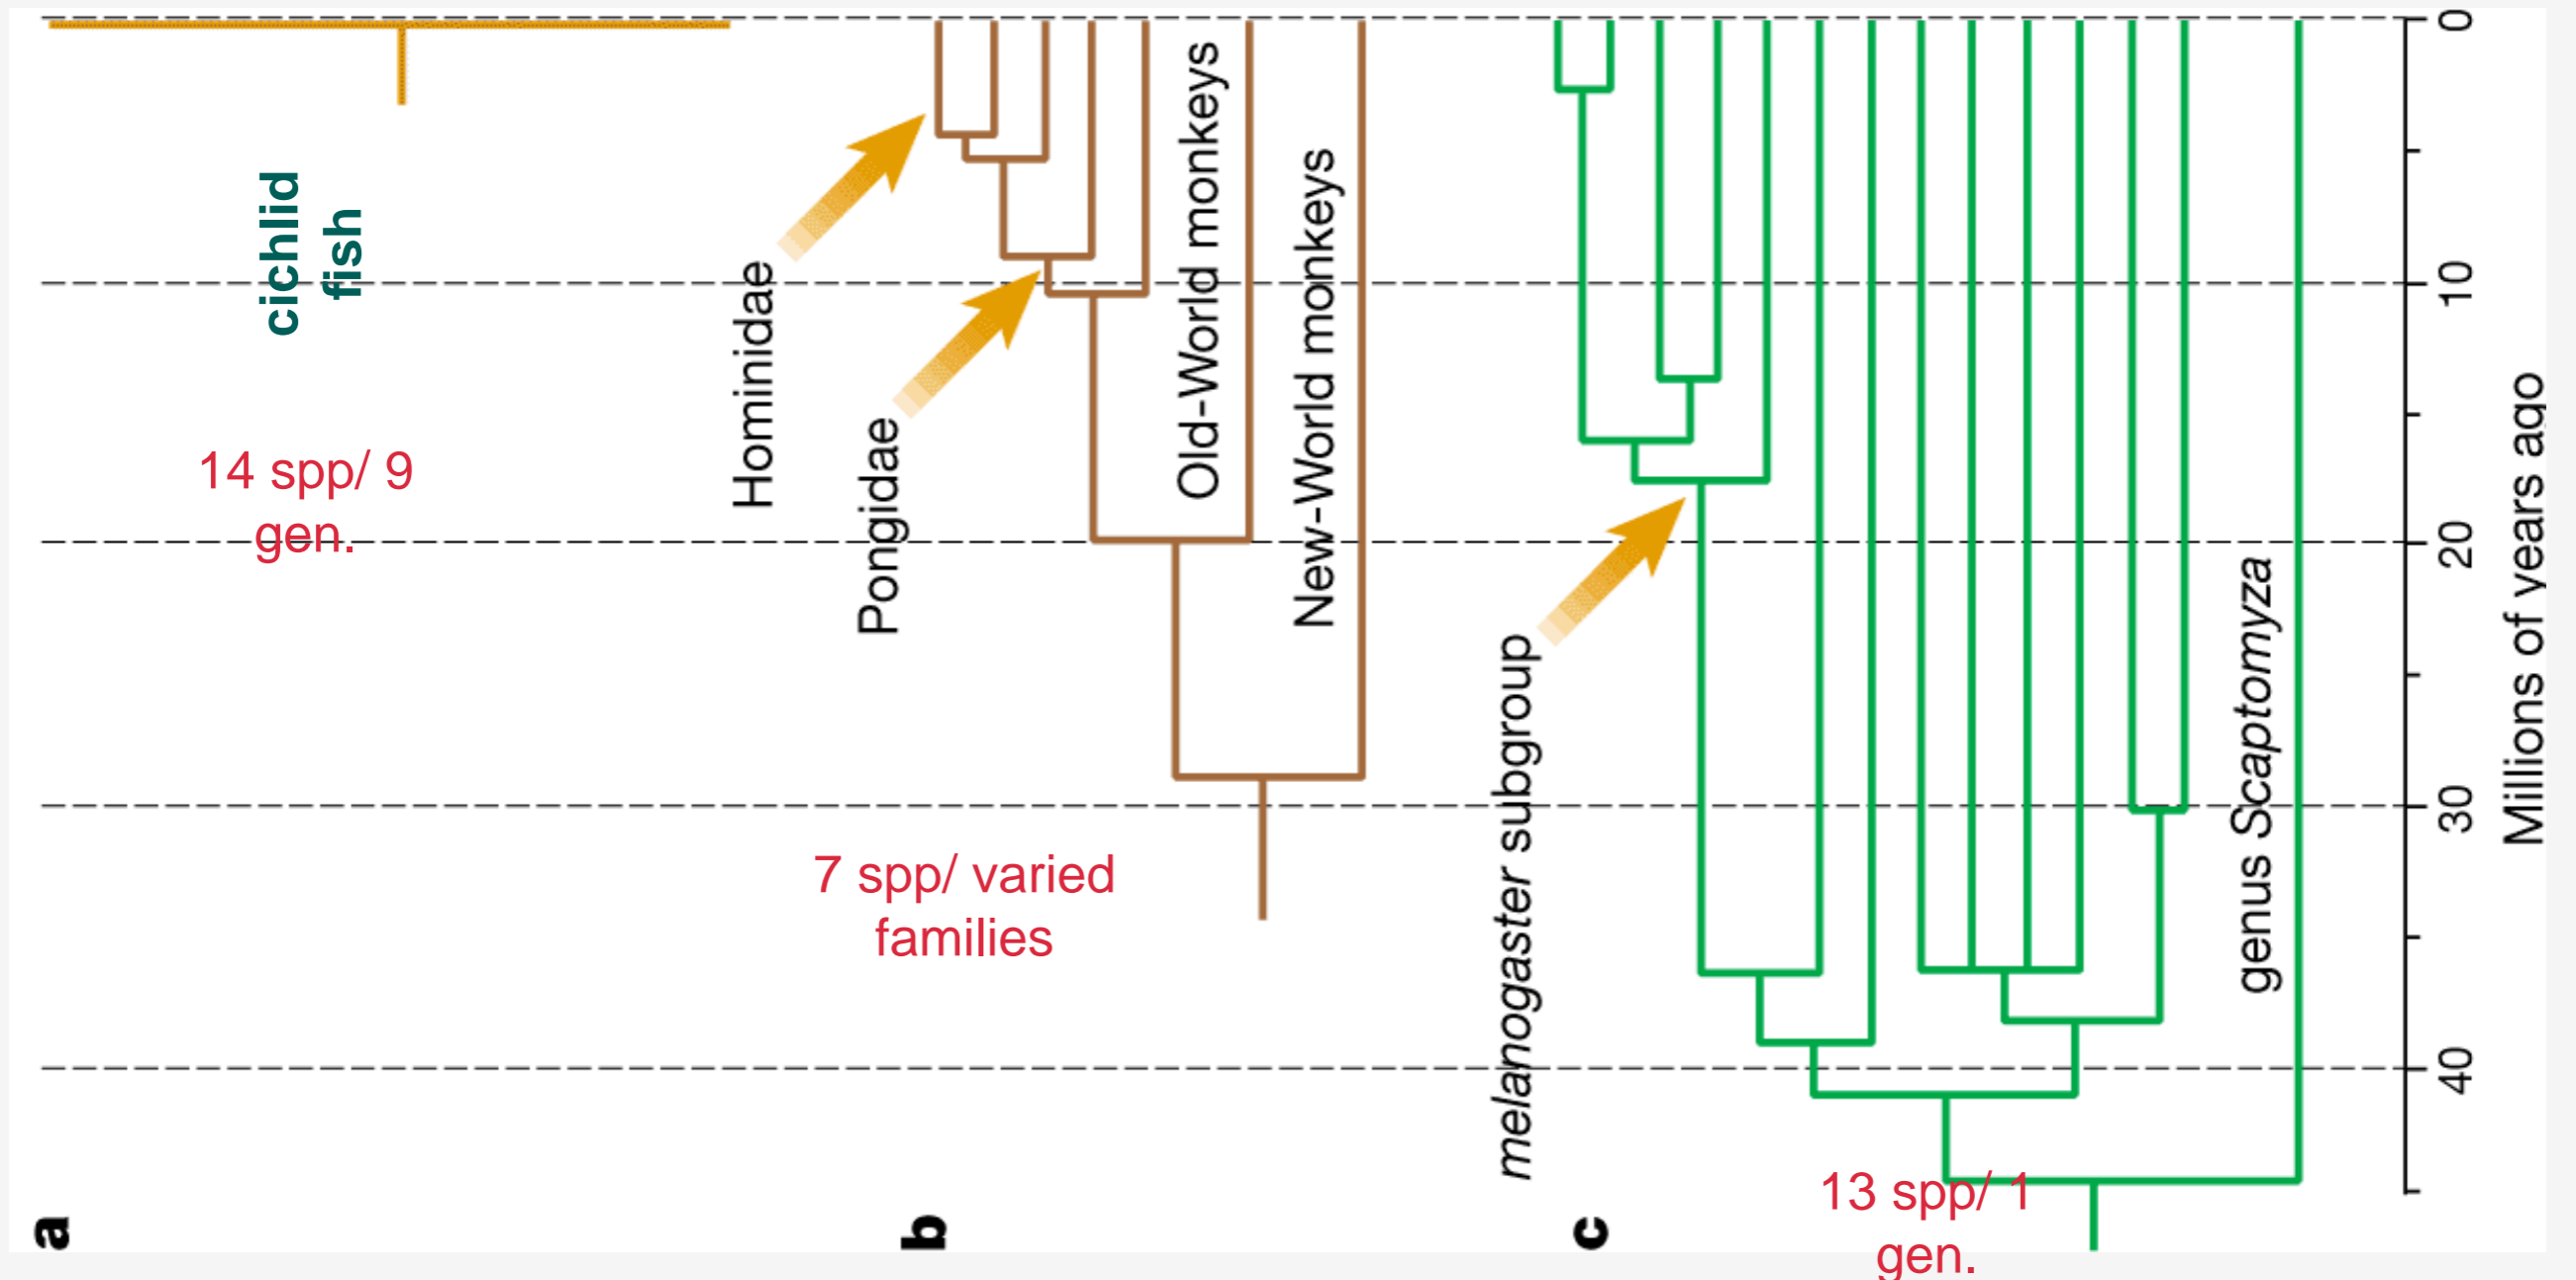 a
cichlid
fish
14 spp/ 9
gen.
b
Hominidae
Pongidae
Old-World monkeys
New-World monkeys
7 spp/ varied
families
c
melanogaster subgroup
genus Scaptomyza
13 spp/ 1
gen.
0
10
20
30
40
Millions of years ago